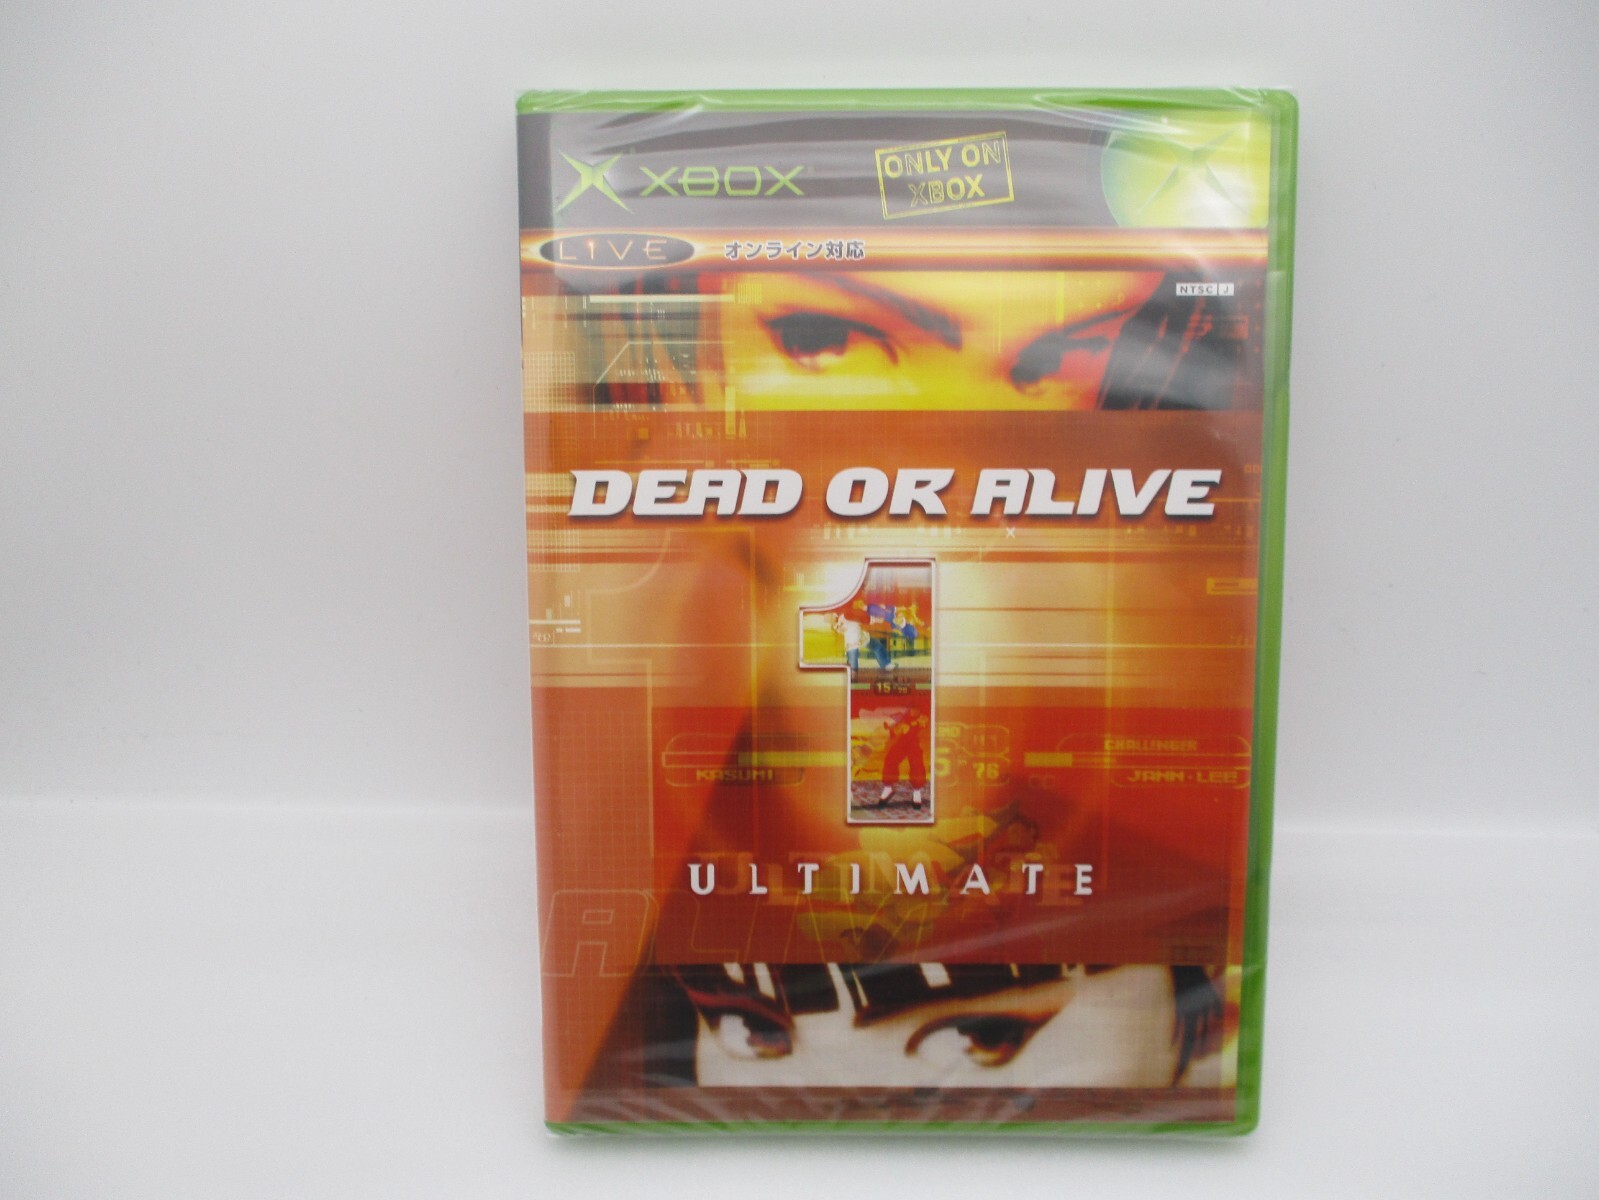 XBOX
ONLY ON
XBOX
LIVE
オンライン対応
NTSC J
DEAD OR ALIVE
1
15
CHALLENGER
KASUMI
76
JANN-LEE
ULTIMATE